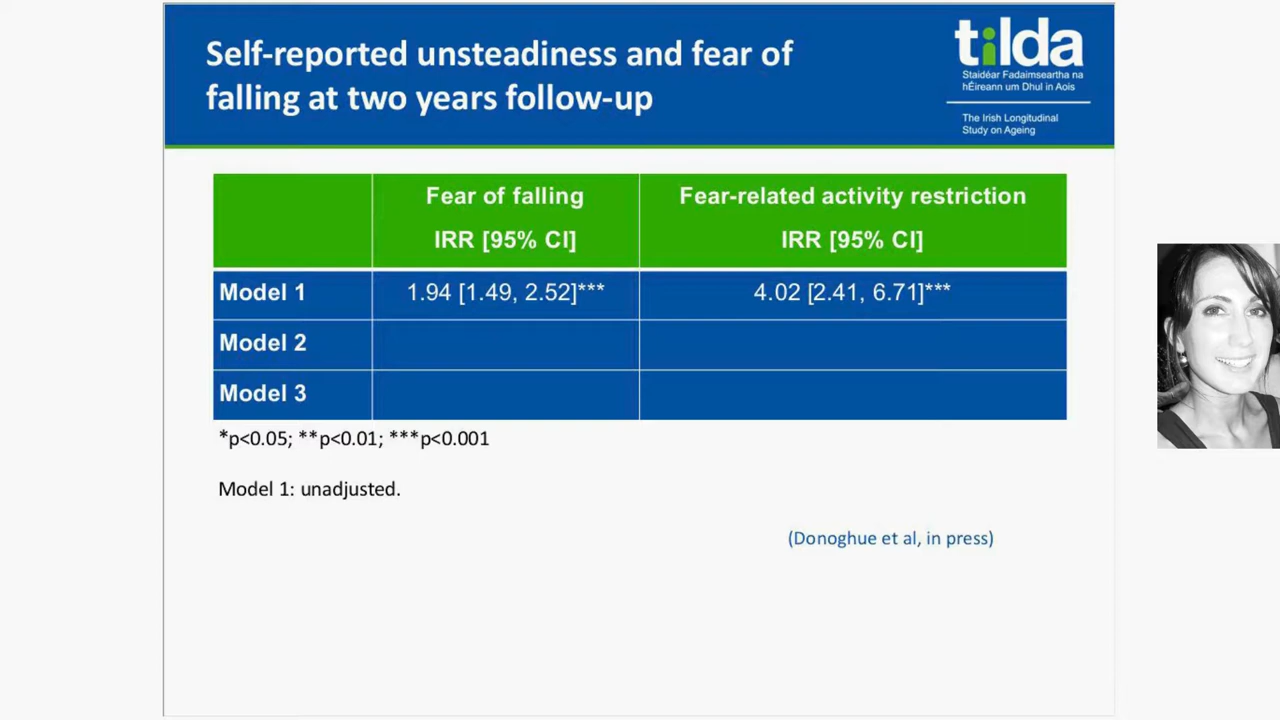 Self-reported unsteadiness and fear of
falling at two years follow-up
tilda
Staidéar Fadaimseartha na
hÉireann um Dhul in Aois
The Irish Longitudinal
Study on Ageing
Fear of falling
IRR [95% CI]
Fear-related activity restriction
IRR [95% CI]
Model 1 1.94 [1.49, 2.52]*** 4.02 [2.41, 6.71]***
Model 2
Model 3
*p<0.05; **p<0.01; ***p<0.001
Model 1: unadjusted.
(Donoghue et al, in press)